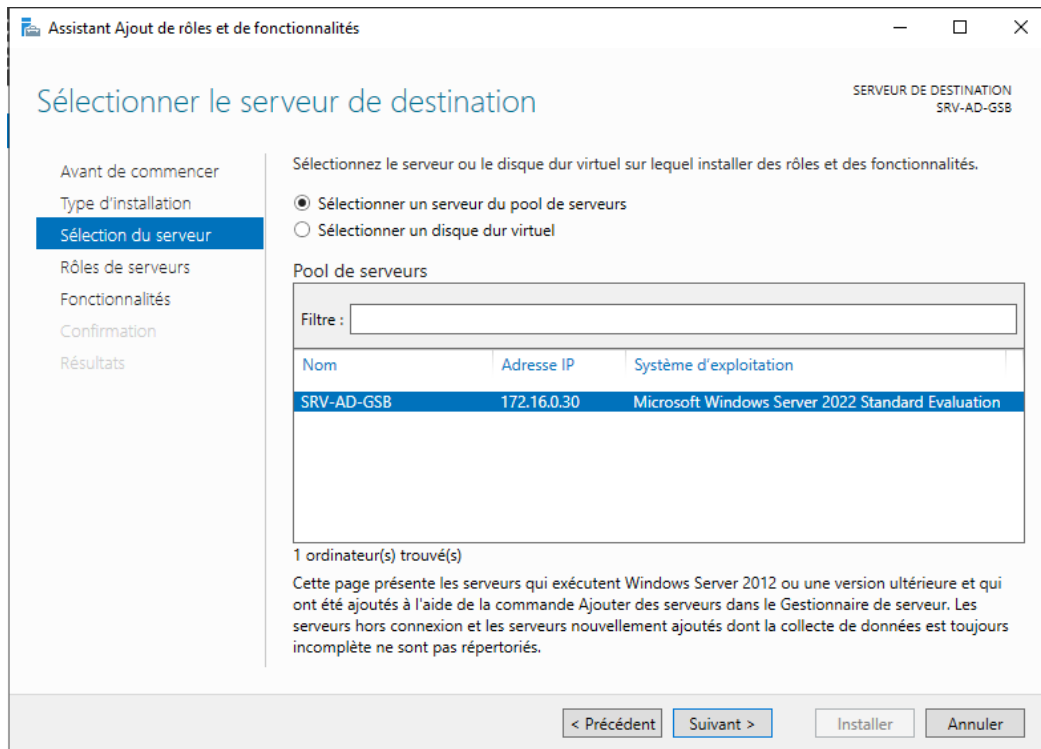 Assistant Ajout de rôles et de fonctionnalités
Sélectionner le serveur de destination
SERVEUR DE DESTINATION
SRV-AD-GSB
Avant de commencer
Type d'installation
Sélection du serveur
Rôles de serveurs
Fonctionnalités
Confirmation
Résultats
Sélectionnez le serveur ou le disque dur virtuel sur lequel installer des rôles et des fonctionnalités.
Sélectionner un serveur du pool de serveurs
Sélectionner un disque dur virtuel
Pool de serveurs
Filtre :
Nom Adresse IP Système d'exploitation
SRV-AD-GSB 172.16.0.30 Microsoft Windows Server 2022 Standard Evaluation
1 ordinateur(s) trouvé(s)
Cette page présente les serveurs qui exécutent Windows Server 2012 ou une version ultérieure et qui
ont été ajoutés à l'aide de la commande Ajouter des serveurs dans le Gestionnaire de serveur. Les
serveurs hors connexion et les serveurs nouvellement ajoutés dont la collecte de données est toujours
incomplète ne sont pas répertoriés.
< Précédent Suivant > Installer Annuler